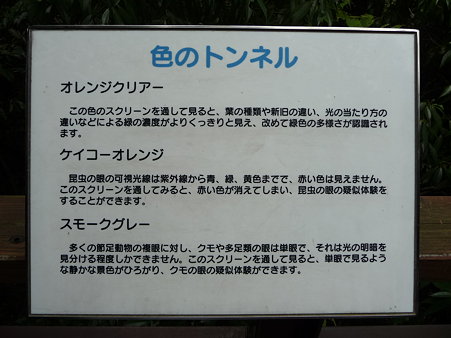 色のトンネル
オレンジクリアー
この色のスクリーンを通して見ると、葉の種類や新旧の違い、光の当たり方の
違いなどによる緑の濃度がよりくっきりと見え、改めて緑色の多様さが認識され
ます。
ケイコーオレンジ
昆虫の眼の可視光線は紫外線から青、緑、黄色までで、赤い色は見えません。
このスクリーンを通してみると、赤い色が消えてしまい、昆虫の眼の疑似体験を
することができます。
スモークグレー
多くの節足動物の複眼に対し、クモや多足類の眼は単眼で、それは光の明暗を
見分ける程度しかできません。このスクリーンを通して見ると、単眼で見るよう
な静かな景色がひろがり、クモの眼の疑似体験ができます。